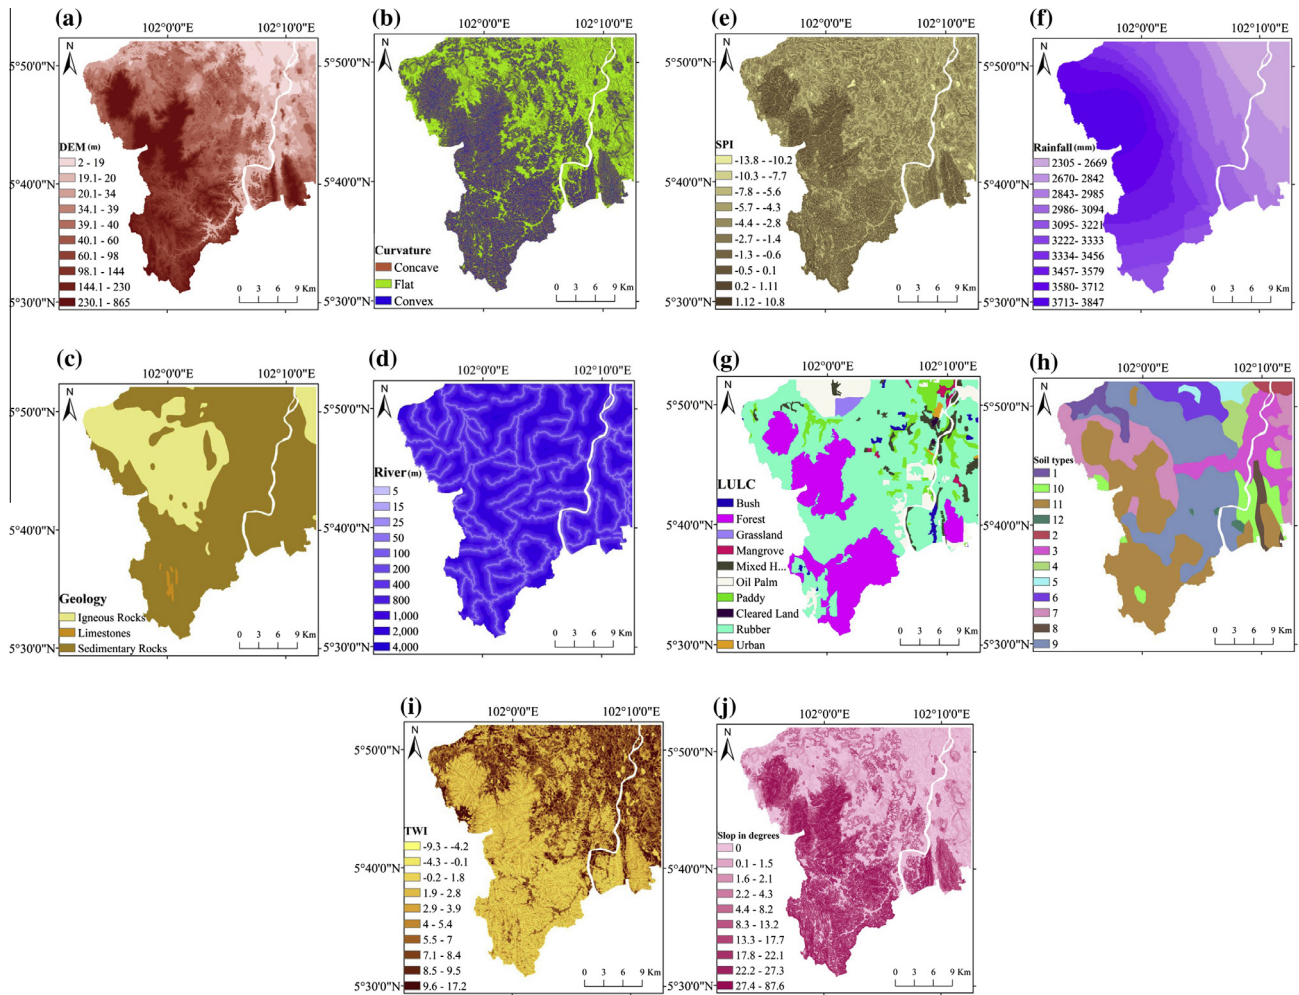 (a)
102°0'0"E 102°10'0"E
N
5°50'0"N
5°40'0"N
5°30'0"N
DEM (m)
2 - 19
19.1- 20
20.1- 34
34.1 - 39
39.1 - 40
40.1 - 60
60.1 - 98
98.1 - 144
144.1 - 230
230.1 - 865
0 3 6 9 Km
(b)
102°0'0"E 102°10'0"E
N
5°50'0"N
5°40'0"N
5°30'0"N
Curvature
Concave
Flat
Convex
0 3 6 9 Km
(e)
102°0'0"E 102°10'0"E
N
5°50'0"N
5°40'0"N
5°30'0"N
SPI
-13.8 - -10.2
-10.3 - -7.7
-7.8 - -5.6
-5.7 - -4.3
-4.4 - -2.8
-2.7 - -1.4
-1.3 - -0.6
-0.5 - 0.1
0.2 - 1.11
1.12 - 10.8
0 3 6 9 Km
(f)
102°0'0"E 102°10'0"E
N
5°50'0"N
5°40'0"N
5°30'0"N
Rainfall (mm)
2305 - 2669
2670 - 2842
2843 - 2985
2986- 3094
3095- 3221
3222 - 3333
3334 - 3456
3457 - 3579
3580 - 3712
3713 - 3847
0 3 6 9 Km
(c)
102°0'0"E 102°10'0"E
N
5°50'0"N
5°40'0"N
5°30'0"N
Geology
Igneous Rocks
Limestones
Sedimentary Rocks
0 3 6 9 Km
(d)
102°0'0"E 102°10'0"E
N
5°50'0"N
5°40'0"N
5°30'0"N
River (m)
5
15
25
50
100
200
400
800
1,000
2,000
4,000
0 3 6 9 Km
(g)
102°0'0"E 102°10'0"E
N
5°50'0"N
5°40'0"N
5°30'0"N
LULC
Bush
Forest
Grassland
Mangrove
Mixed H...
Oil Palm
Paddy
Cleared Land
Rubber
Urban
0 3 6 9 Km
(h)
102°0'0"E 102°10'0"E
N
5°50'0"N
5°40'0"N
5°30'0"N
Soil types
1
10
11
12
2
3
4
5
6
7
8
9
0 3 6 9 Km
(i)
102°0'0"E 102°10'0"E
N
5°50'0"N
5°40'0"N
5°30'0"N
TWI
-9.3 - -4.2
-4.3 - -0.1
-0.2 - 1.8
1.9 - 2.8
2.9 - 3.9
4 - 5.4
5.5 - 7
7.1 - 8.4
8.5 - 9.5
9.6 - 17.2
0 3 6 9 Km
(j)
102°0'0"E 102°10'0"E
N
5°50'0"N
5°40'0"N
5°30'0"N
Slop in degrees
0
0.1 - 1.5
1.6 - 2.1
2.2 - 4.3
4.4 - 8.2
8.3 - 13.2
13.3 - 17.7
17.8 - 22.1
22.2 - 27.3
27.4 - 87.6
0 3 6 9 Km